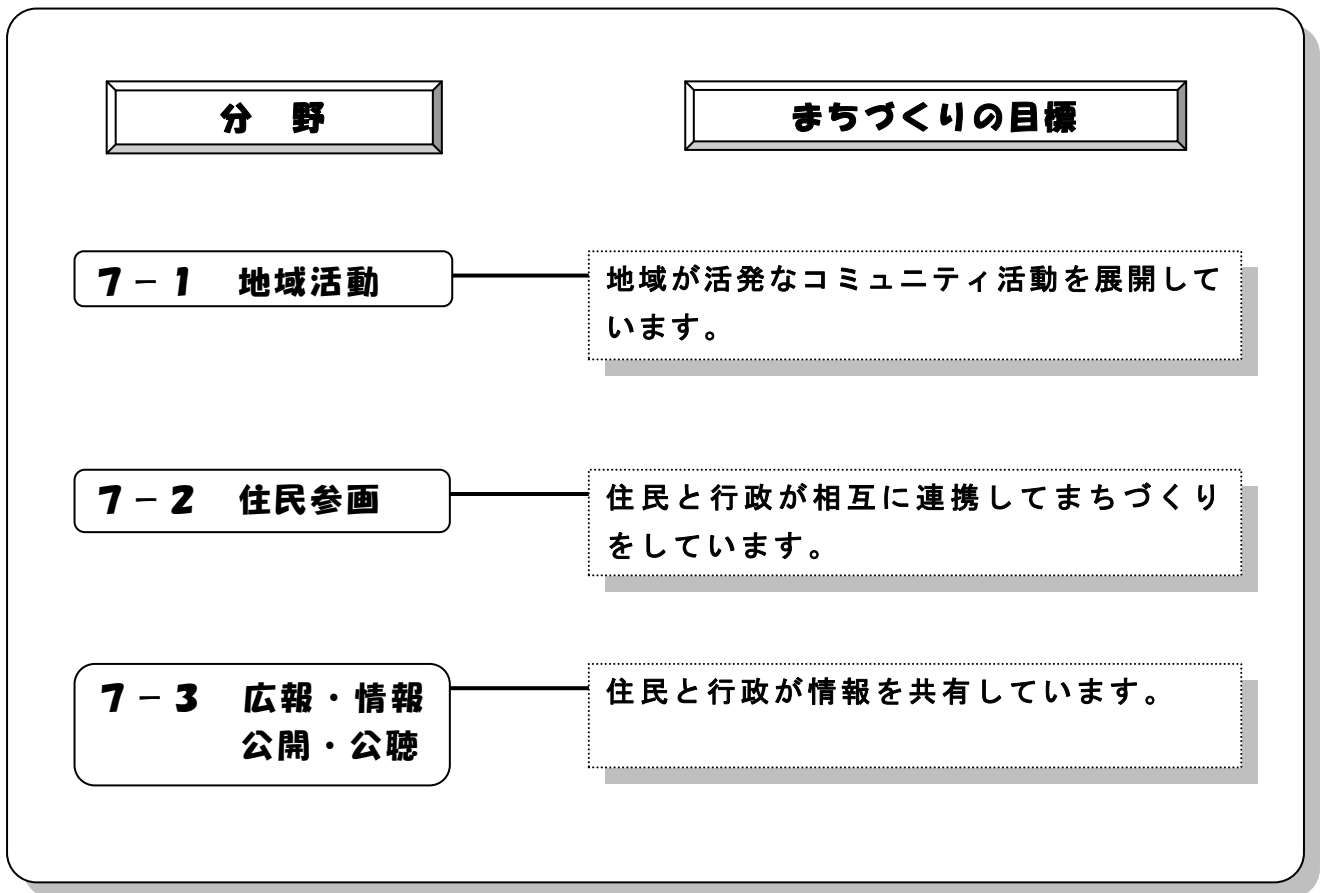 分　野
まちづくりの目標
７－１　地域活動
地域が活発なコミュニティ活動を展開して
います。
７－２　住民参画
住民と行政が相互に連携してまちづくり
をしています。
７－３　広報・情報
公開・公聴
住民と行政が情報を共有しています。